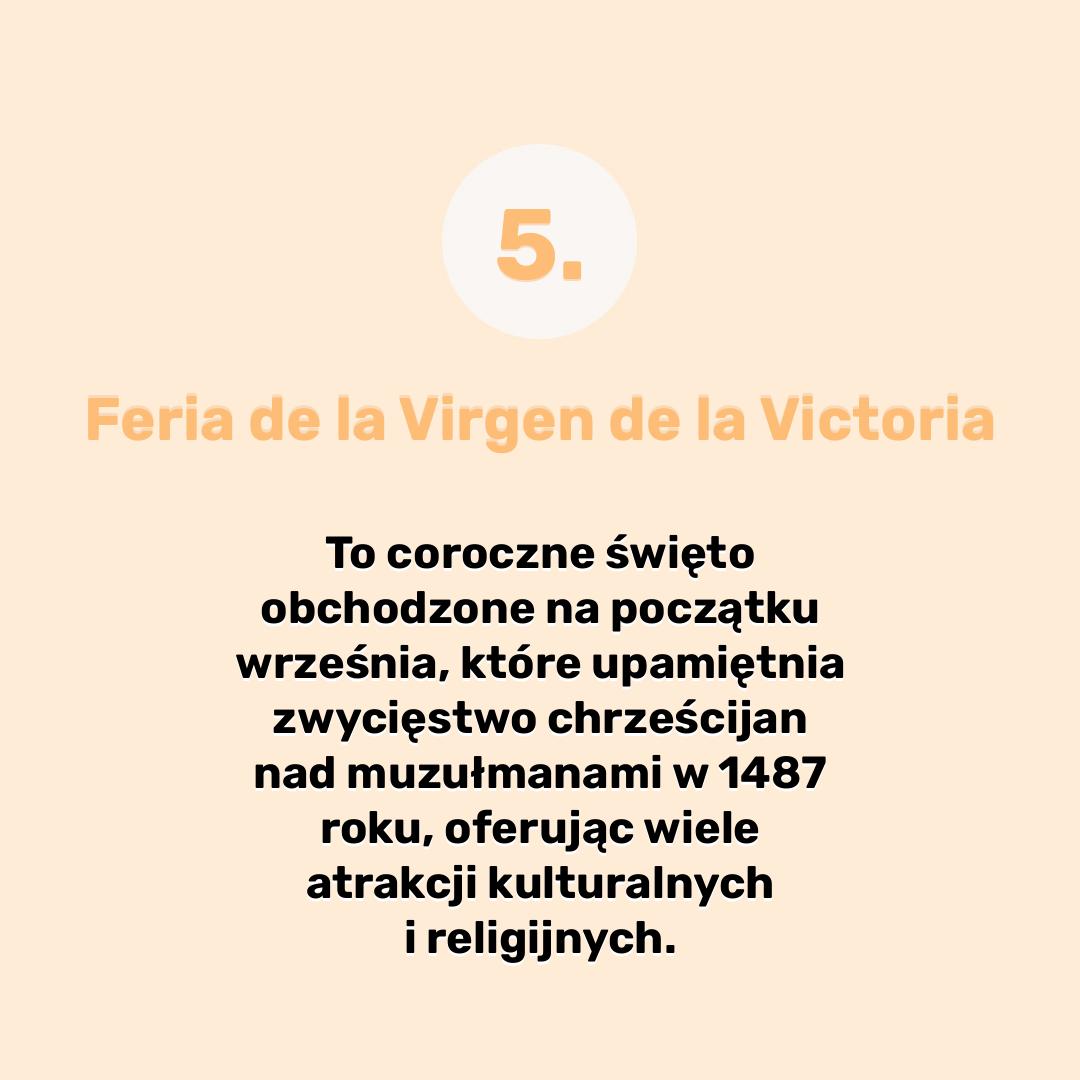 5.
Feria de la Virgen de la Victoria
To coroczne święto
obchodzone na początku
września, które upamiętnia
zwycięstwo chrześcijan
nad muzułmanami w 1487
roku, oferując wiele
atrakcji kulturalnych
i religijnych.